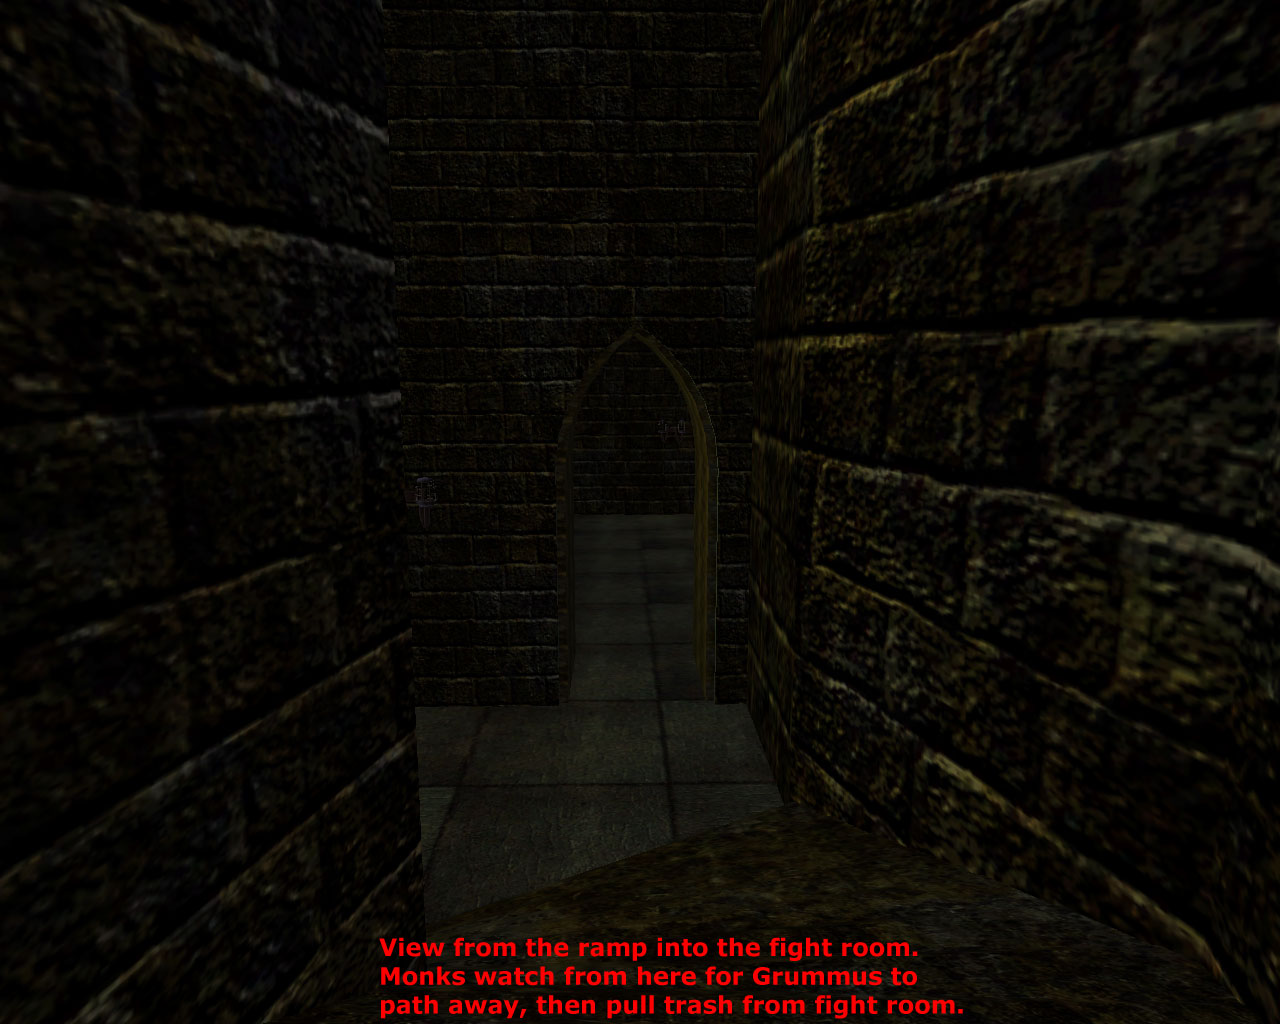 View from the ramp into the fight room.
Monks watch from here for Grummus to
path away, then pull trash from fight room.